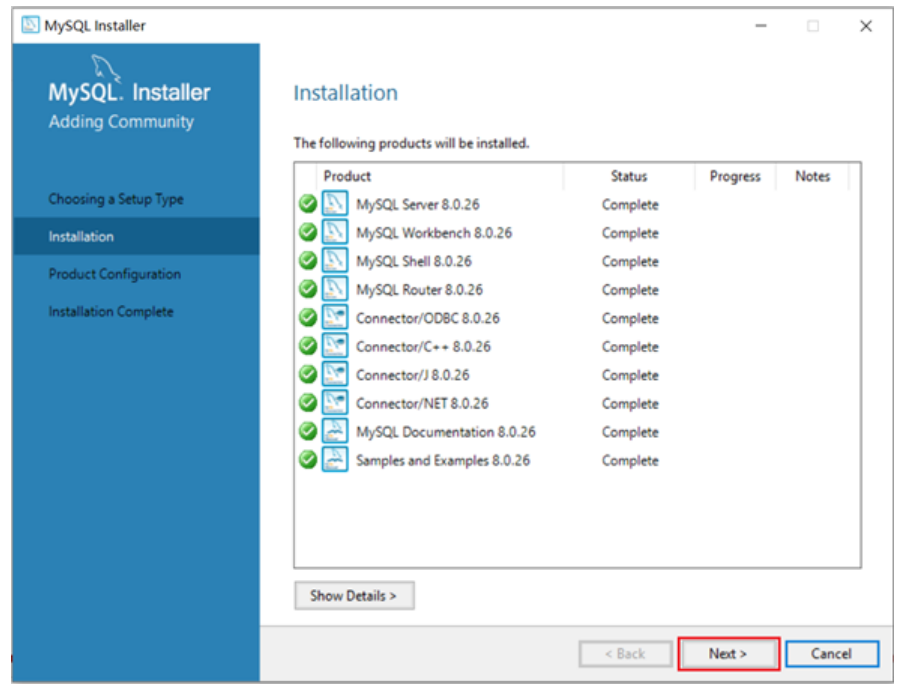 MySQL Installer
MySQL. Installer
Adding Community
Choosing a Setup Type
Installation
Product Configuration
Installation Complete
Installation
The following products will be installed.
Product Status Progress Notes
MySQL Server 8.0.26 Complete
MySQL Workbench 8.0.26 Complete
MySQL Shell 8.0.26 Complete
MySQL Router 8.0.26 Complete
Connector/ODBC 8.0.26 Complete
Connector/C++ 8.0.26 Complete
Connector/J 8.0.26 Complete
Connector/NET 8.0.26 Complete
MySQL Documentation 8.0.26 Complete
Samples and Examples 8.0.26 Complete
Show Details >
< Back Next > Cancel